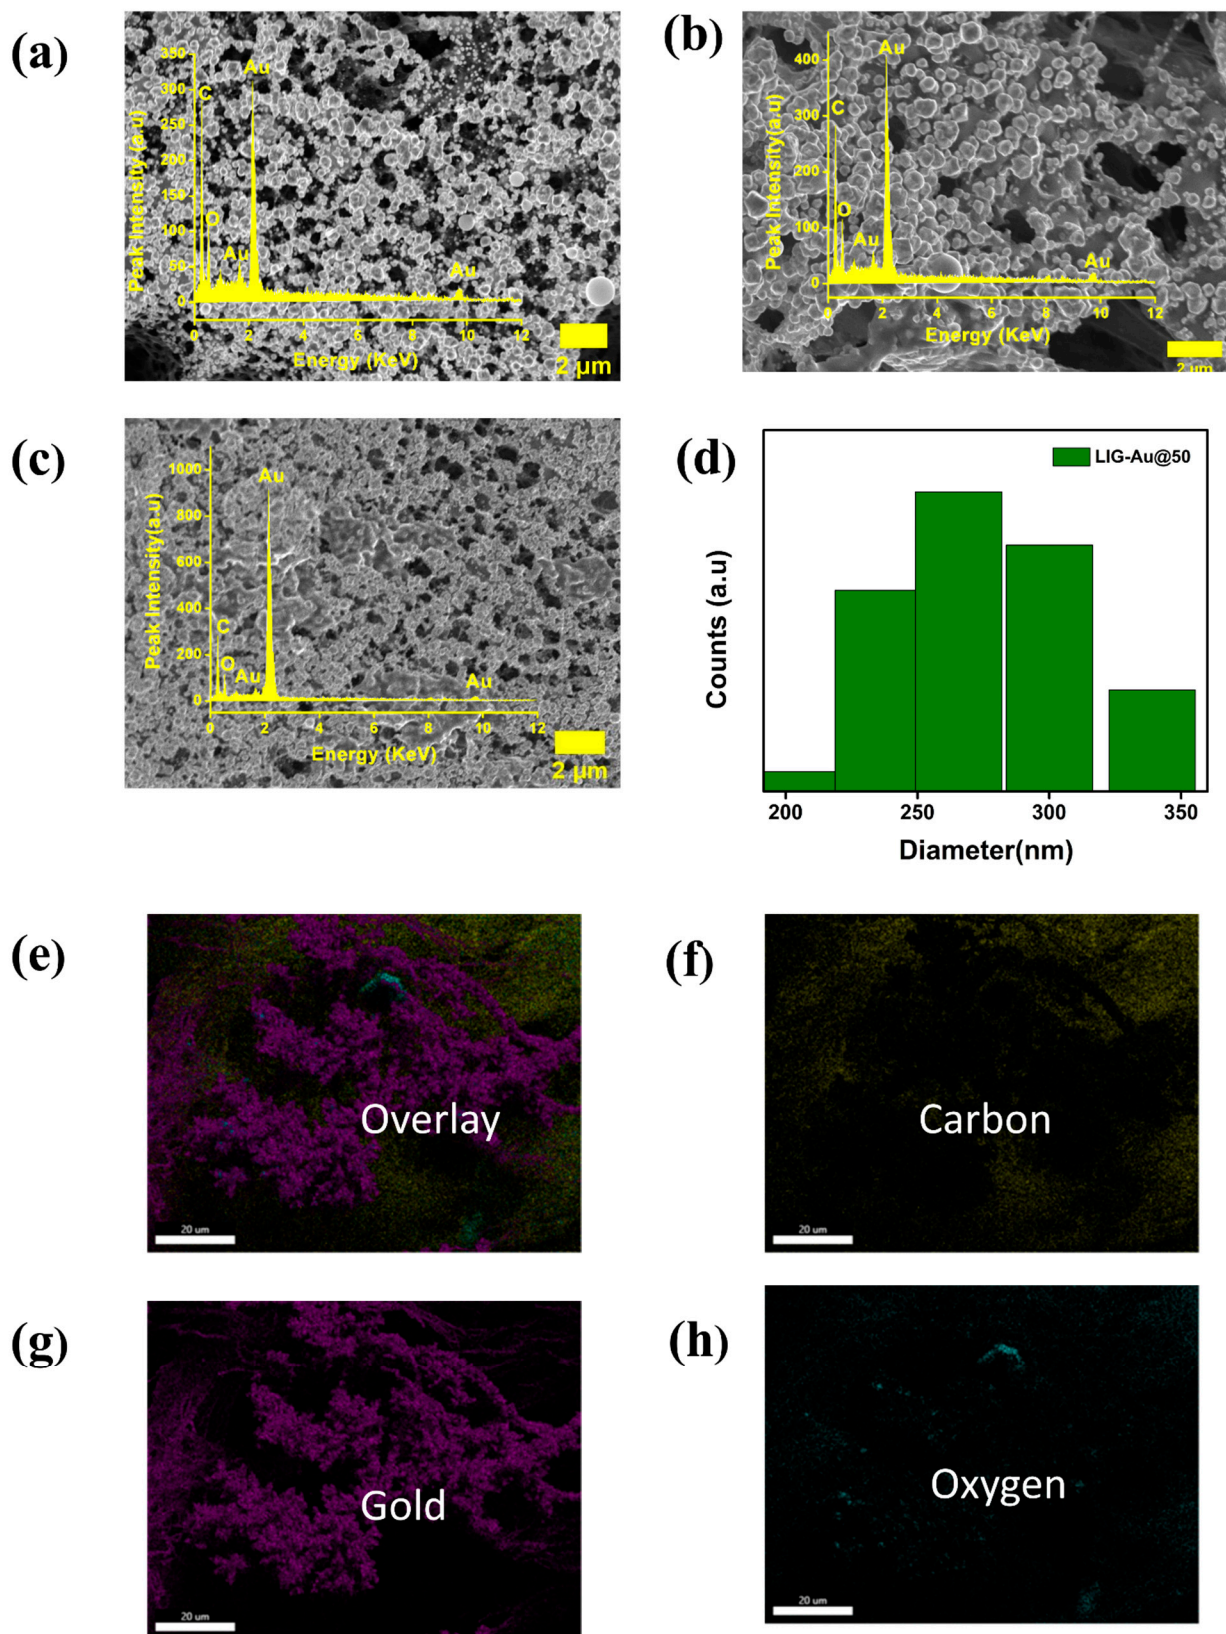 (a)
350
300
250
200
150
100
50
0
Peak Intensity (a.u)
C
O
Au
Au
Au
0 2 4 6 8 10 12
Energy (KeV)
2 µm
(b)
400
300
200
100
0
Peak Intensity(a.u)
C
O
Au
Au
Au
0 2 4 6 8 10 12
Energy (KeV)
2 µm
(c)
1000
800
600
400
200
0
Peak Intensity(a.u)
C
O
Au
Au
Au
0 2 4 6 8 10 12
Energy (KeV)
2 µm
(d)
LIG-Au@50
Counts (a.u)
200 250 300 350
Diameter(nm)
(e)
Overlay
20 um
(f)
Carbon
20 um
(g)
Gold
20 um
(h)
Oxygen
20 um